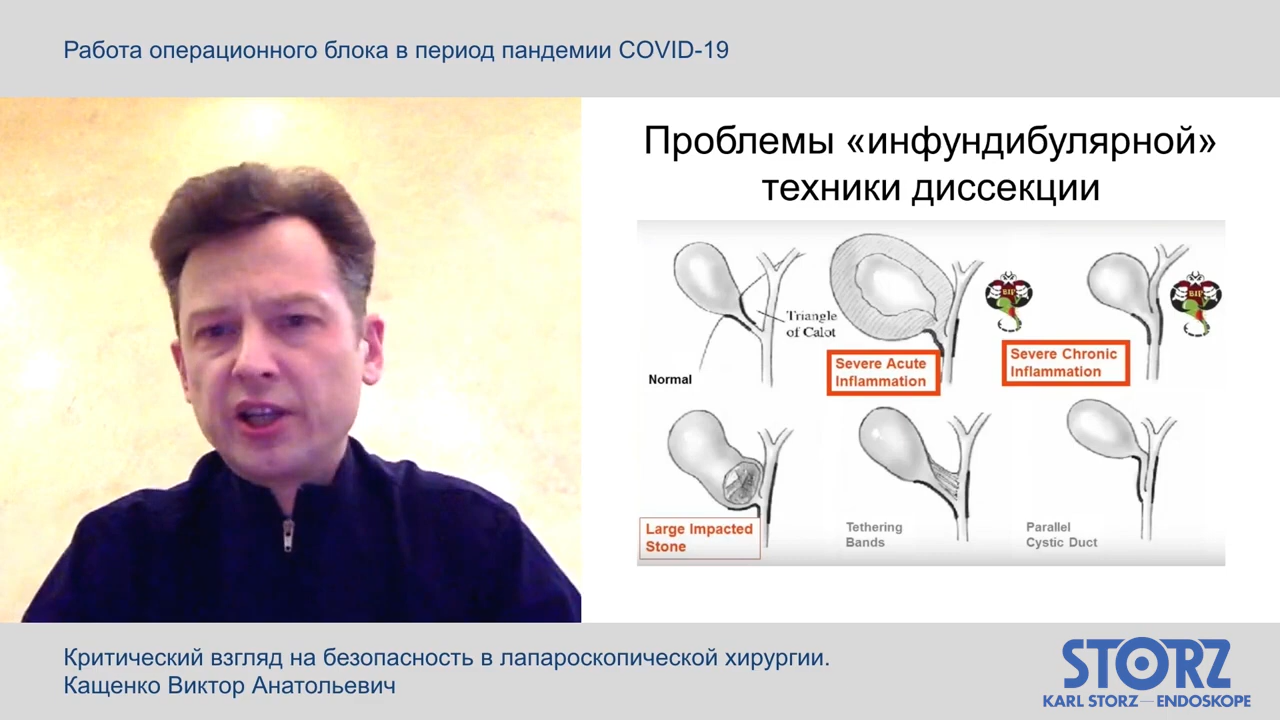 Работа операционного блока в период пандемии COVID-19
Проблемы «инфундибулярной»
техники диссекции
Triangle
of Calot
Normal
Severe Acute
Inflammation
BIF
Severe Chronic
Inflammation
BIF
Large Impacted
Stone
Tethering
Bands
Parallel
Cystic Duct
Критический взгляд на безопасность в лапароскопической хирургии.
Кащенко Виктор Анатольевич
STORZ
KARL STORZ—ENDOSKOPE